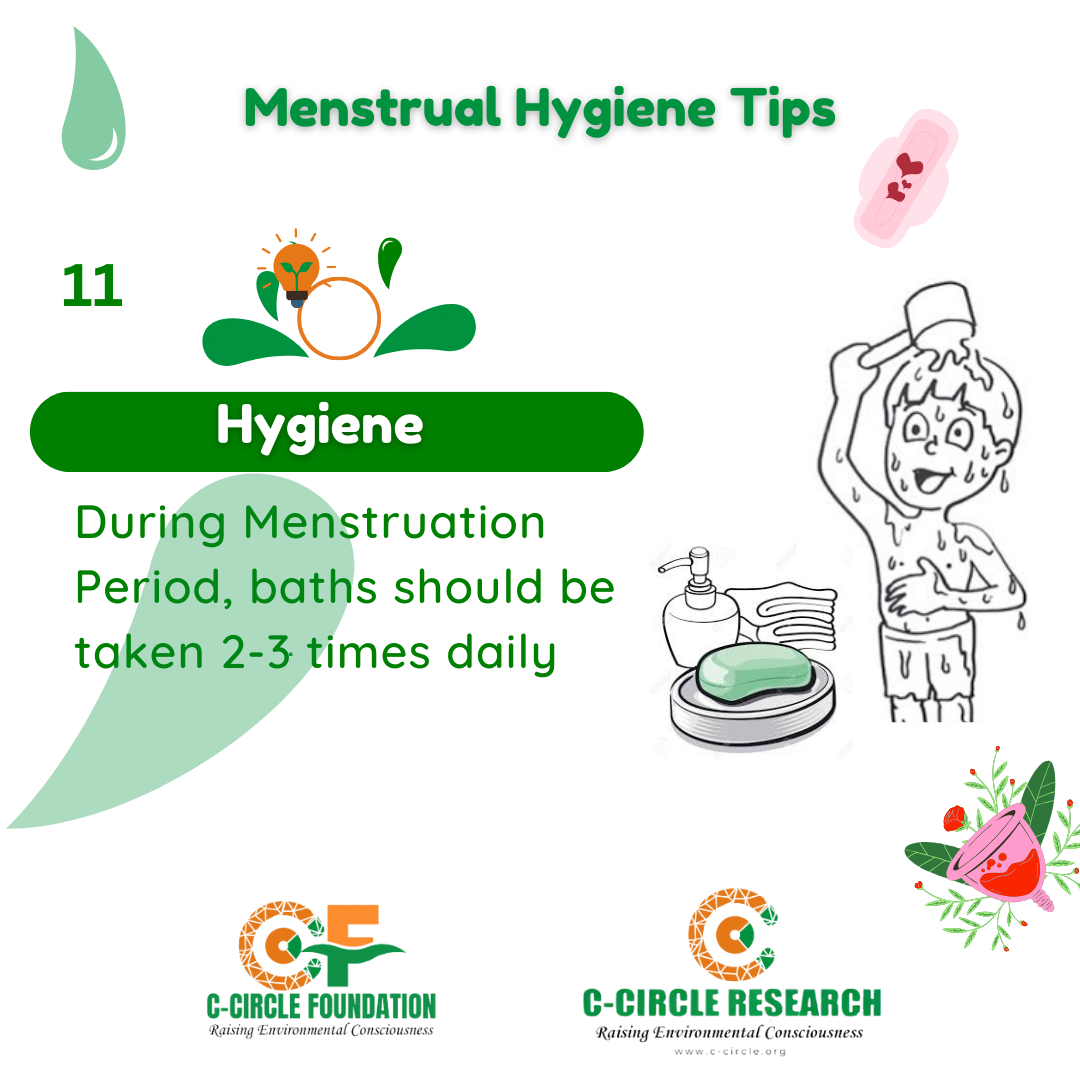 Menstrual Hygiene Tips
11
Hygiene
During Menstruation
Period, baths should be
taken 2-3 times daily
C-CIRCLE FOUNDATION
Raising Environmental Consciousness
C-CIRCLE RESEARCH
Raising Environmental Consciousness
www.c-circle.org